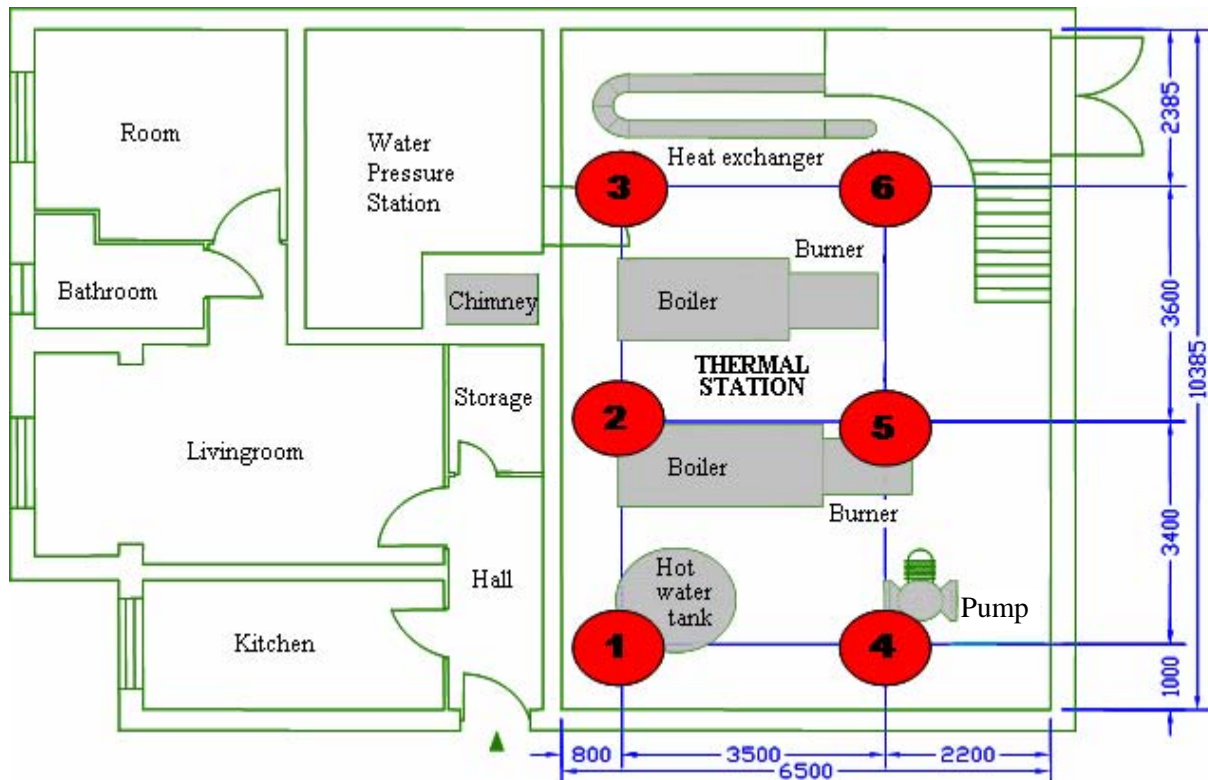 Room
Water
Pressure
Station
Heat exchanger
3
6
2385
Bathroom
Chimney
Boiler
Burner
3600
10385
THERMAL
STATION
Storage
2
5
Livingroom
Boiler
Burner
3400
Hall
Hot
water
tank
Pump
Kitchen
1
4
1000
800
3500
2200
6500